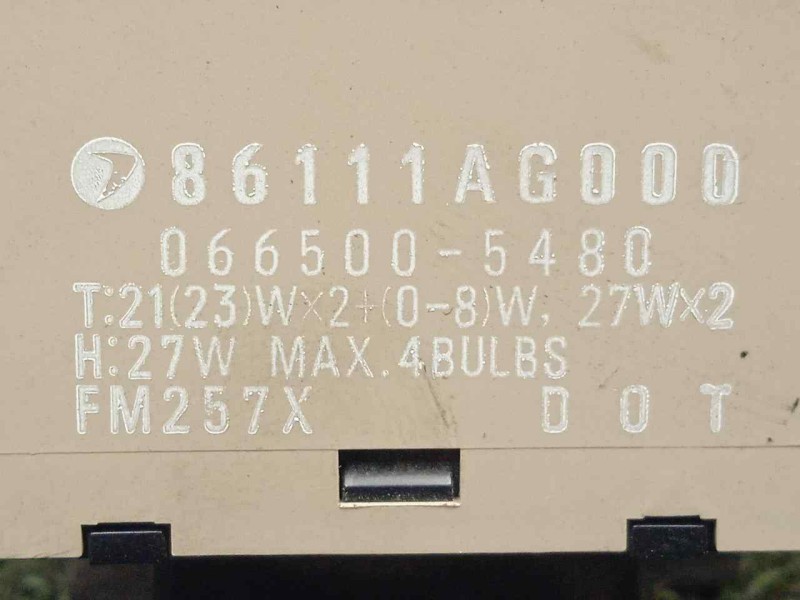 86111AG000
066500-5480
T:21(23)W×2+(0-8)W, 27W×2
H:27W MAX. 4BULBS
FM257X DOT